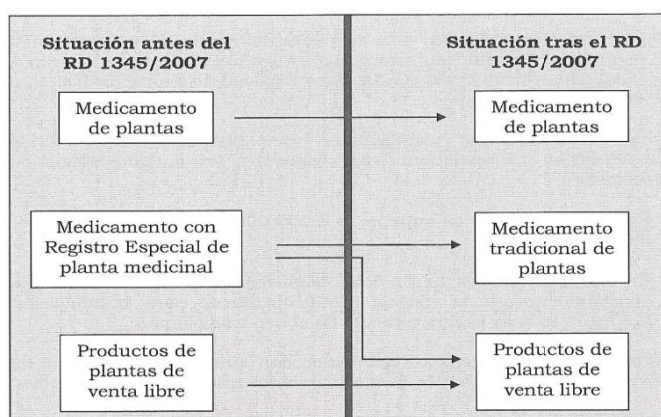 Situación antes del
RD 1345/2007
Medicamento
de plantas
Medicamento con
Registro Especial de
planta medicinal
Productos de
plantas de
venta libre
Situación tras el RD
1345/2007
Medicamento
de plantas
Medicamento
tradicional de
plantas
Productos de
plantas de
venta libre